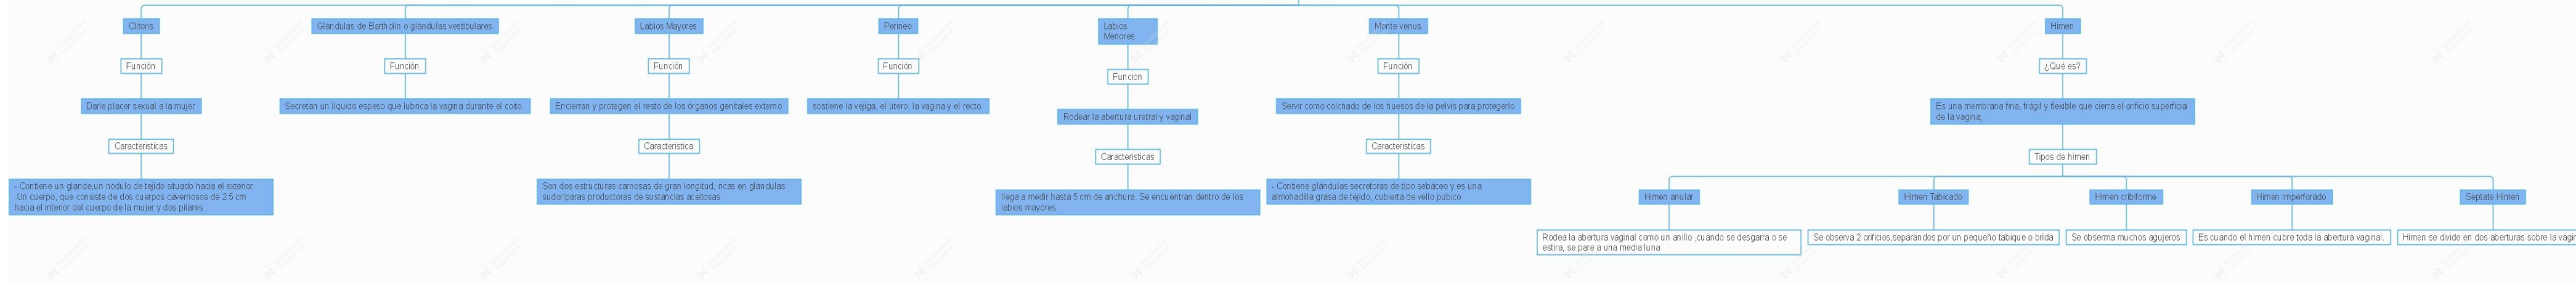 Clítoris
Glándulas de Bartholin o glándulas vestibulares
Labios Mayores
Perineo
Labios
Menores
Monte venus
Himen
Función
Función
Función
Función
Funcion
Función
¿Qué es?
Darle placer sexual a la mujer.
Secretan un líquido espeso que lubrica la vagina durante el coito.
Encierran y protegen el resto de los órganos genitales externo
sostiene la vejiga, el útero, la vagina y el recto.
Rodear la abertura uretral y vaginal
Servir como colchado de los huesos de la pelvis para protegerlo
Es una membrana fina, frágil y flexible que cierra el orificio superficial
de la vagina;
Caracteristicas
Caracteristica
Caracteristicas
Caracteristicas
Tipos de himen
- Contiene un glande,un nódulo de tejido situado hacia el exterior
.Un cuerpo, que consiste de dos cuerpos cavernosos de 2.5 cm
hacia el interior del cuerpo de la mujer y dos pilares
Son dos estructuras carnosas de gran longitud, ricas en glándulas
sudoríparas productoras de sustancias aceitosas.
llega a medir hasta 5 cm de anchura. Se encuentran dentro de los
labios mayores
- Contiene glándulas secretoras de tipo sebáceo y es una
almohadilla grasa de tejido, cubierta de vello púbico
Himen anular
Himen Tabicado
Himen cribiforme
Himen Imperforado
Septate Himen
Rodea la abertura vaginal como un anillo ,cuando se desgarra o se
estira, se pare a una media luna
Se observa 2 orificios,separandos por un pequeño tabique o brida
Se obserma muchos agujeros
Es cuando el himen cubre toda la abertura vaginal.
Himen se divide en dos aberturas sobre la vagin